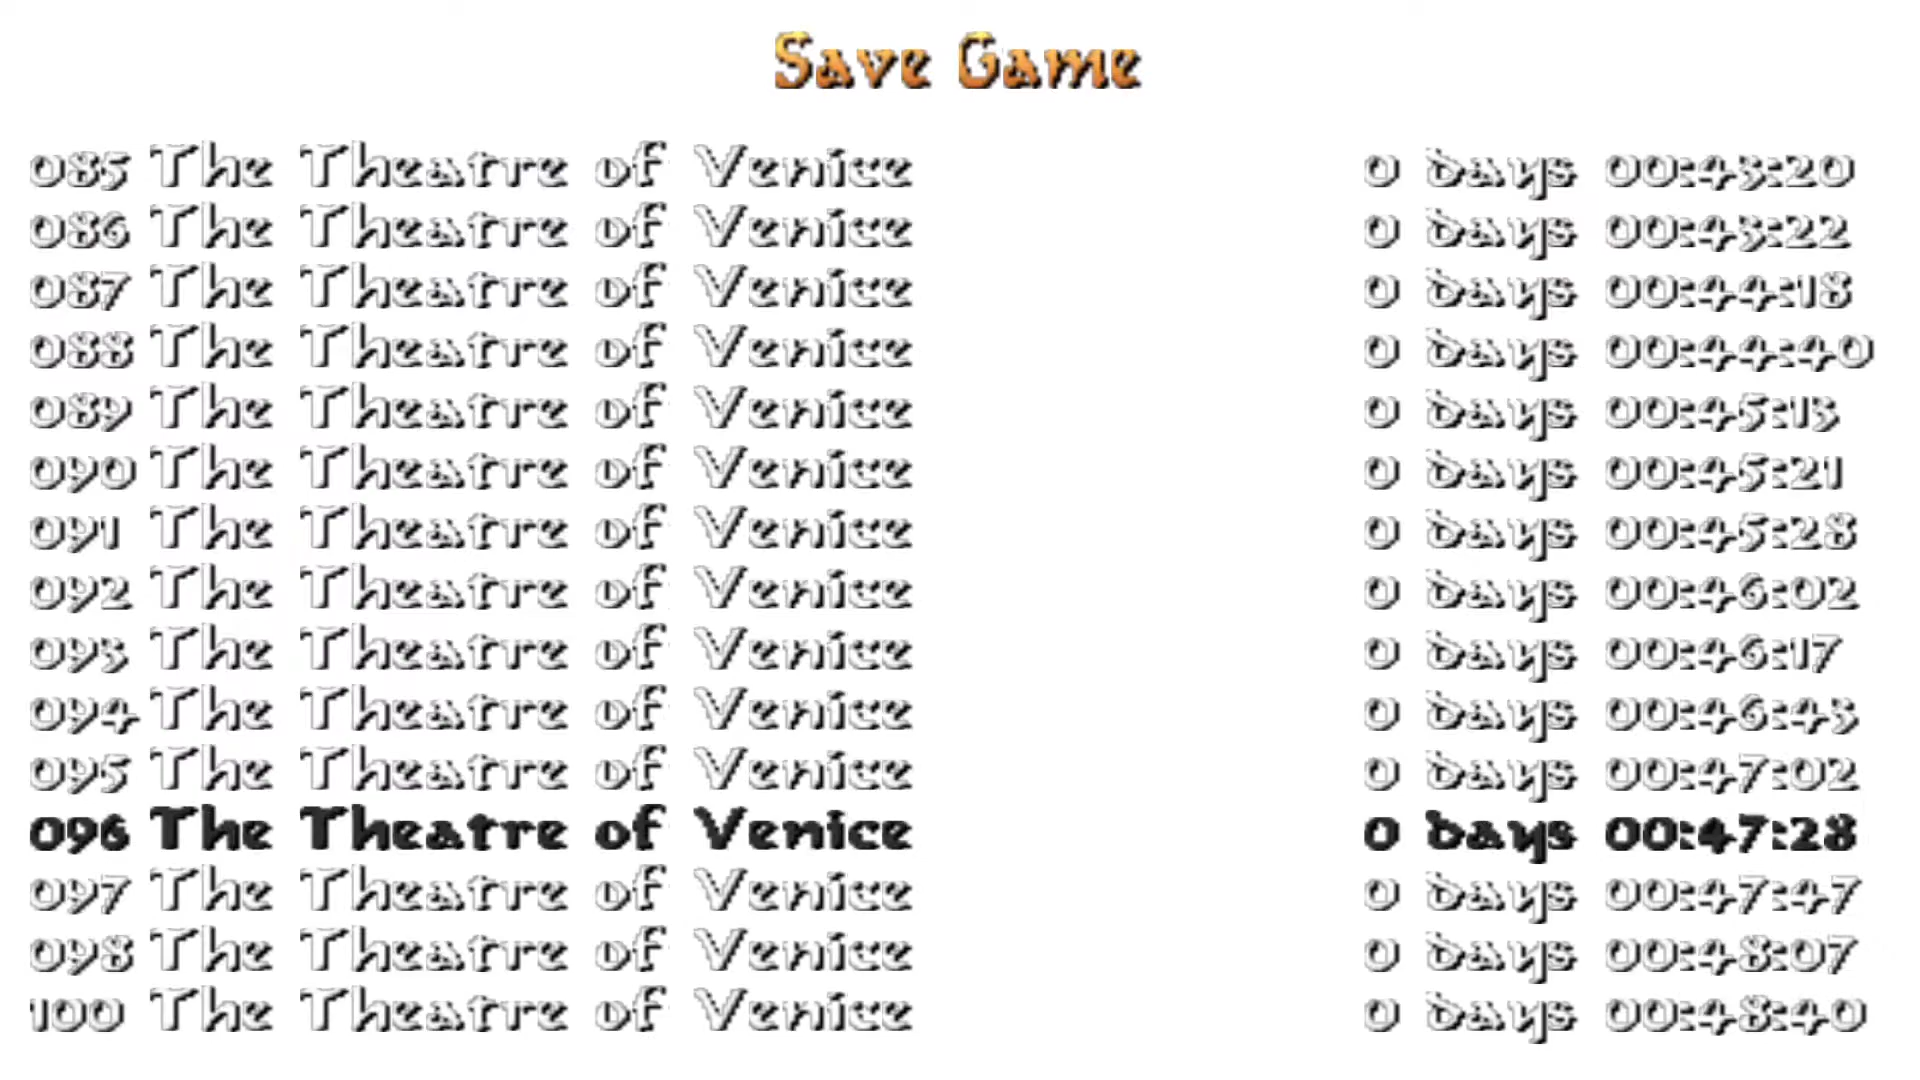 Save Game
085 The Theatre of Venice 0 days 00:43:20
086 The Theatre of Venice 0 days 00:43:22
087 The Theatre of Venice 0 days 00:44:18
088 The Theatre of Venice 0 days 00:44:40
089 The Theatre of Venice 0 days 00:45:13
090 The Theatre of Venice 0 days 00:45:21
091 The Theatre of Venice 0 days 00:45:28
092 The Theatre of Venice 0 days 00:46:02
093 The Theatre of Venice 0 days 00:46:17
094 The Theatre of Venice 0 days 00:46:43
095 The Theatre of Venice 0 days 00:47:02
096 The Theatre of Venice 0 days 00:47:28
097 The Theatre of Venice 0 days 00:47:47
098 The Theatre of Venice 0 days 00:48:07
100 The Theatre of Venice 0 days 00:48:40